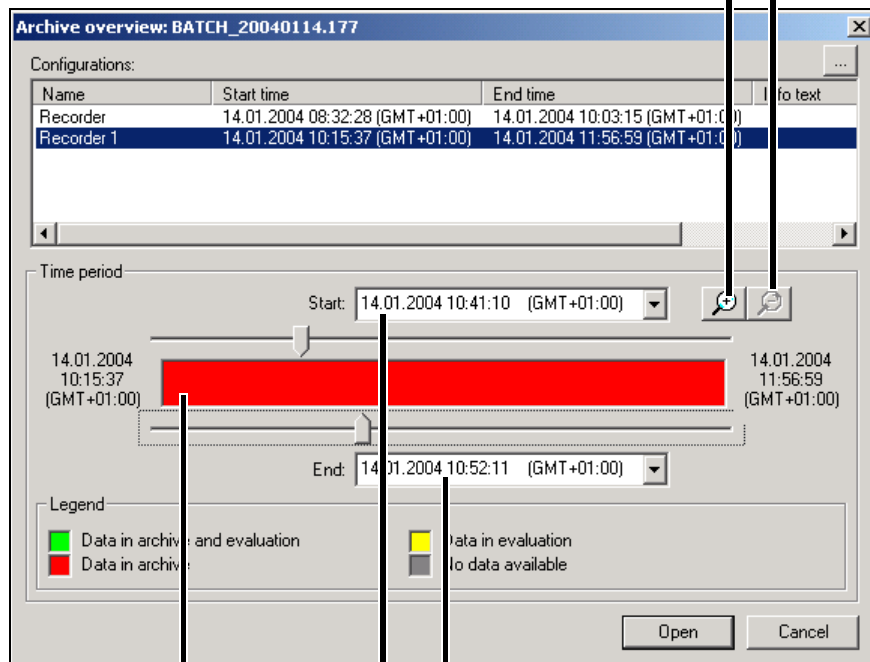 Archive overview: BATCH_20040114.177
Configurations:
...
Name Start time End time Info text
Recorder 14.01.2004 08:32:28 (GMT+01:00) 14.01.2004 10:03:15 (GMT+01:00)
Recorder 1 14.01.2004 10:15:37 (GMT+01:00) 14.01.2004 11:56:59 (GMT+01:00)
Time period
Start: 14.01.2004 10:41:10 (GMT+01:00)
14.01.2004
10:15:37
(GMT+01:00)
14.01.2004
11:56:59
(GMT+01:00)
End: 14.01.2004 10:52:11 (GMT+01:00)
Legend
Data in archive and evaluation
Data in evaluation
Data in archive
No data available
Open
Cancel